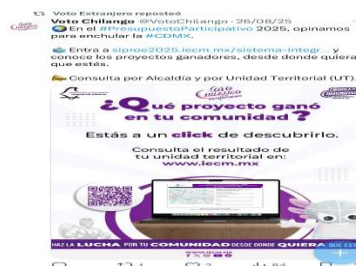 Voto Extranjero reposteó
Voto Chilango @VotoChilango · 26/08/25
En el #PresupuestoParticipativo 2025, opinamos
para enchular la #CDMX.
Entra a siproe2025.iecm.mx/sistema-integr... y
conoce los proyectos ganadores, desde donde quiera
que estés.
Consulta por Alcaldía y por Unidad Territorial (UT).
¿Qué proyecto ganó
en tu comunidad?
Estás a un click de descubrirlo.
Consulta el resultado de
tu unidad territorial en:
www.iecm.mx
HAZ LA LUCHA POR TU COMUNIDAD DESDE DONDE QUIERA QUE EST